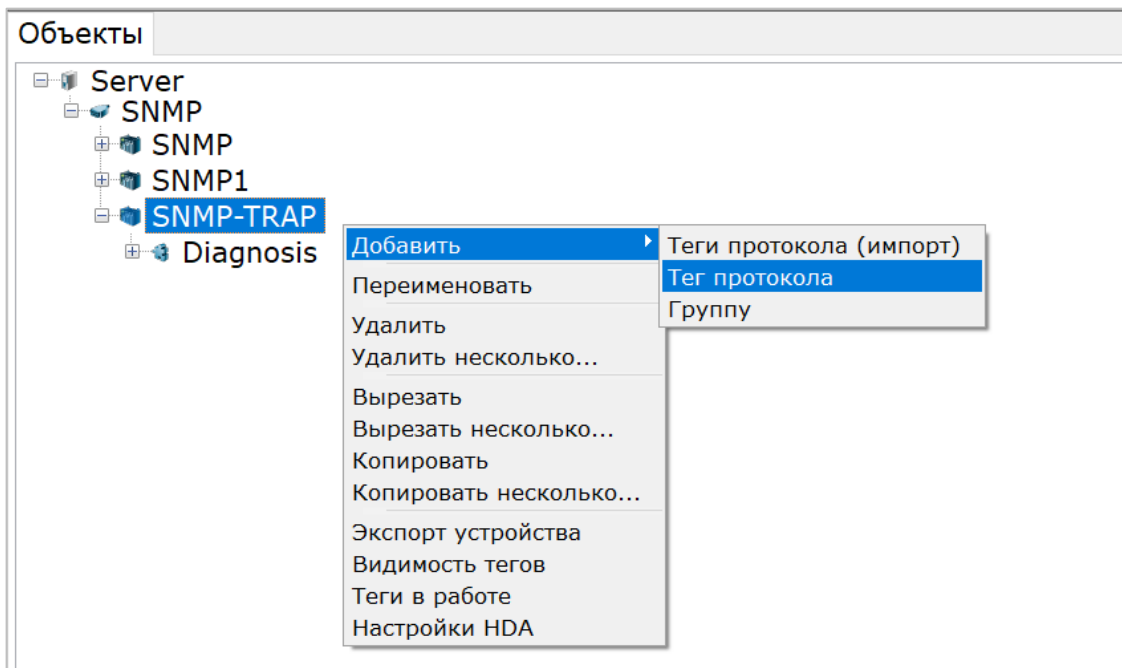 Объекты
Server
SNMP
SNMP
SNMP1
SNMP-TRAP
Diagnosis
Добавить
Переименовать
Удалить
Удалить несколько...
Вырезать
Вырезать несколько...
Копировать
Копировать несколько...
Экспорт устройства
Видимость тегов
Теги в работе
Настройки HDA
Теги протокола (импорт)
Тег протокола
Группу